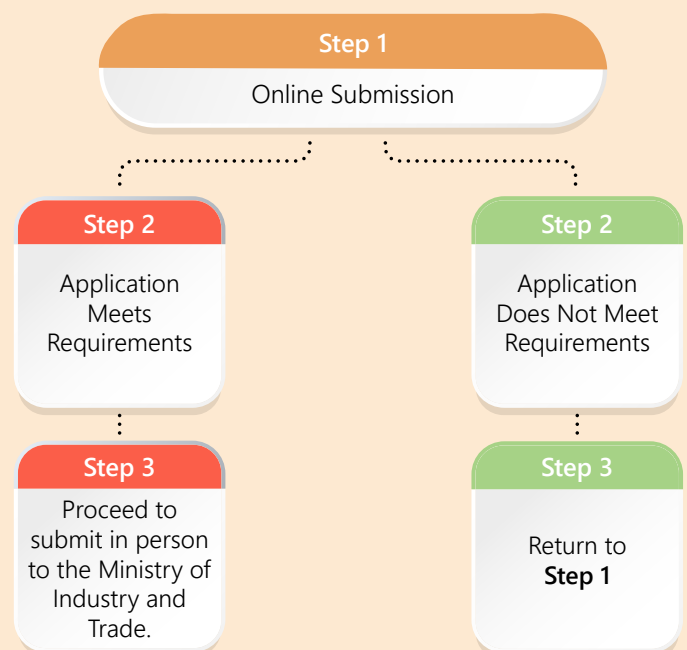 Step 1
Online Submission
Step 2
Application
Meets
Requirements
Step 2
Application
Does Not Meet
Requirements
Step 3
Proceed to
submit in person
to the Ministry of
Industry and
Trade.
Step 3
Return to
Step 1